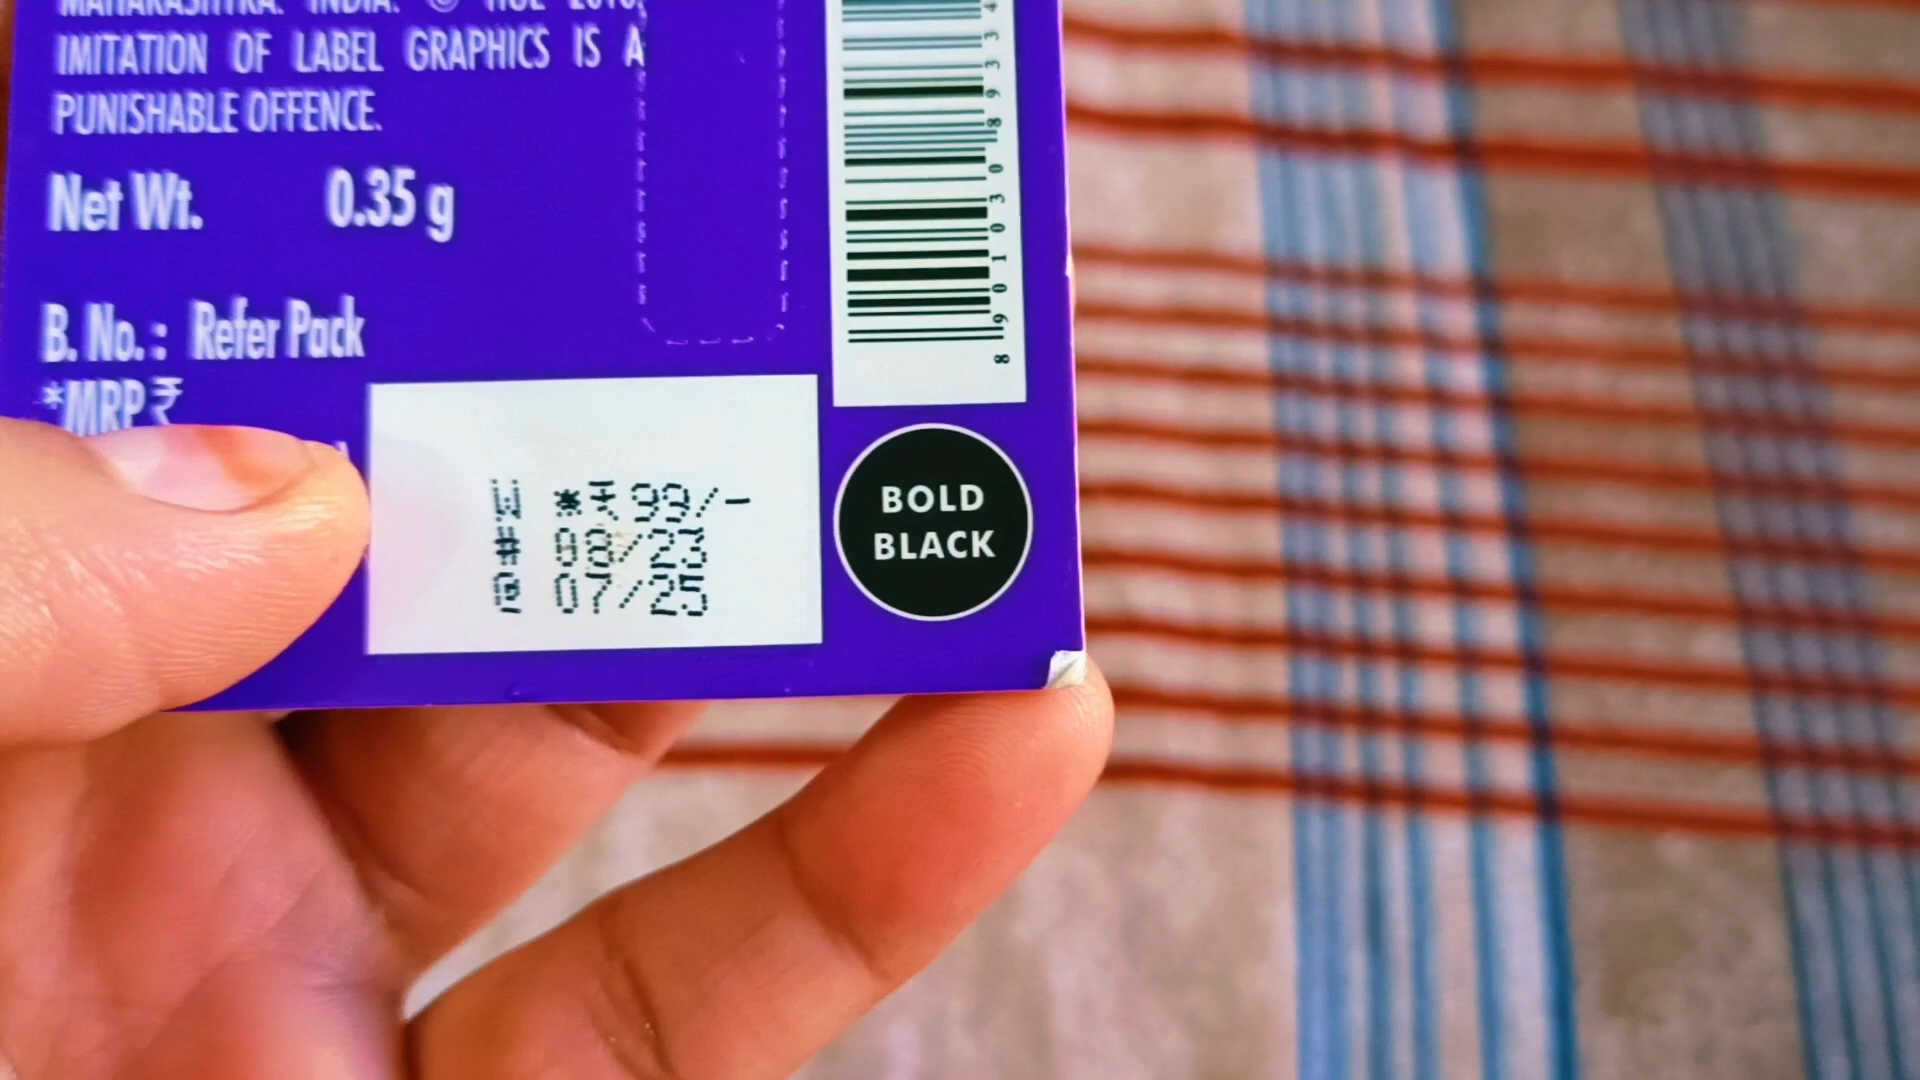 IMITATION OF LABEL GRAPHICS IS A
PUNISHABLE OFFENCE.
Net Wt. 0.35 g
B. No.: Refer Pack
*MRP ₹
*₹ 99/-
# 08/23
@ 07/25
BOLD
BLACK